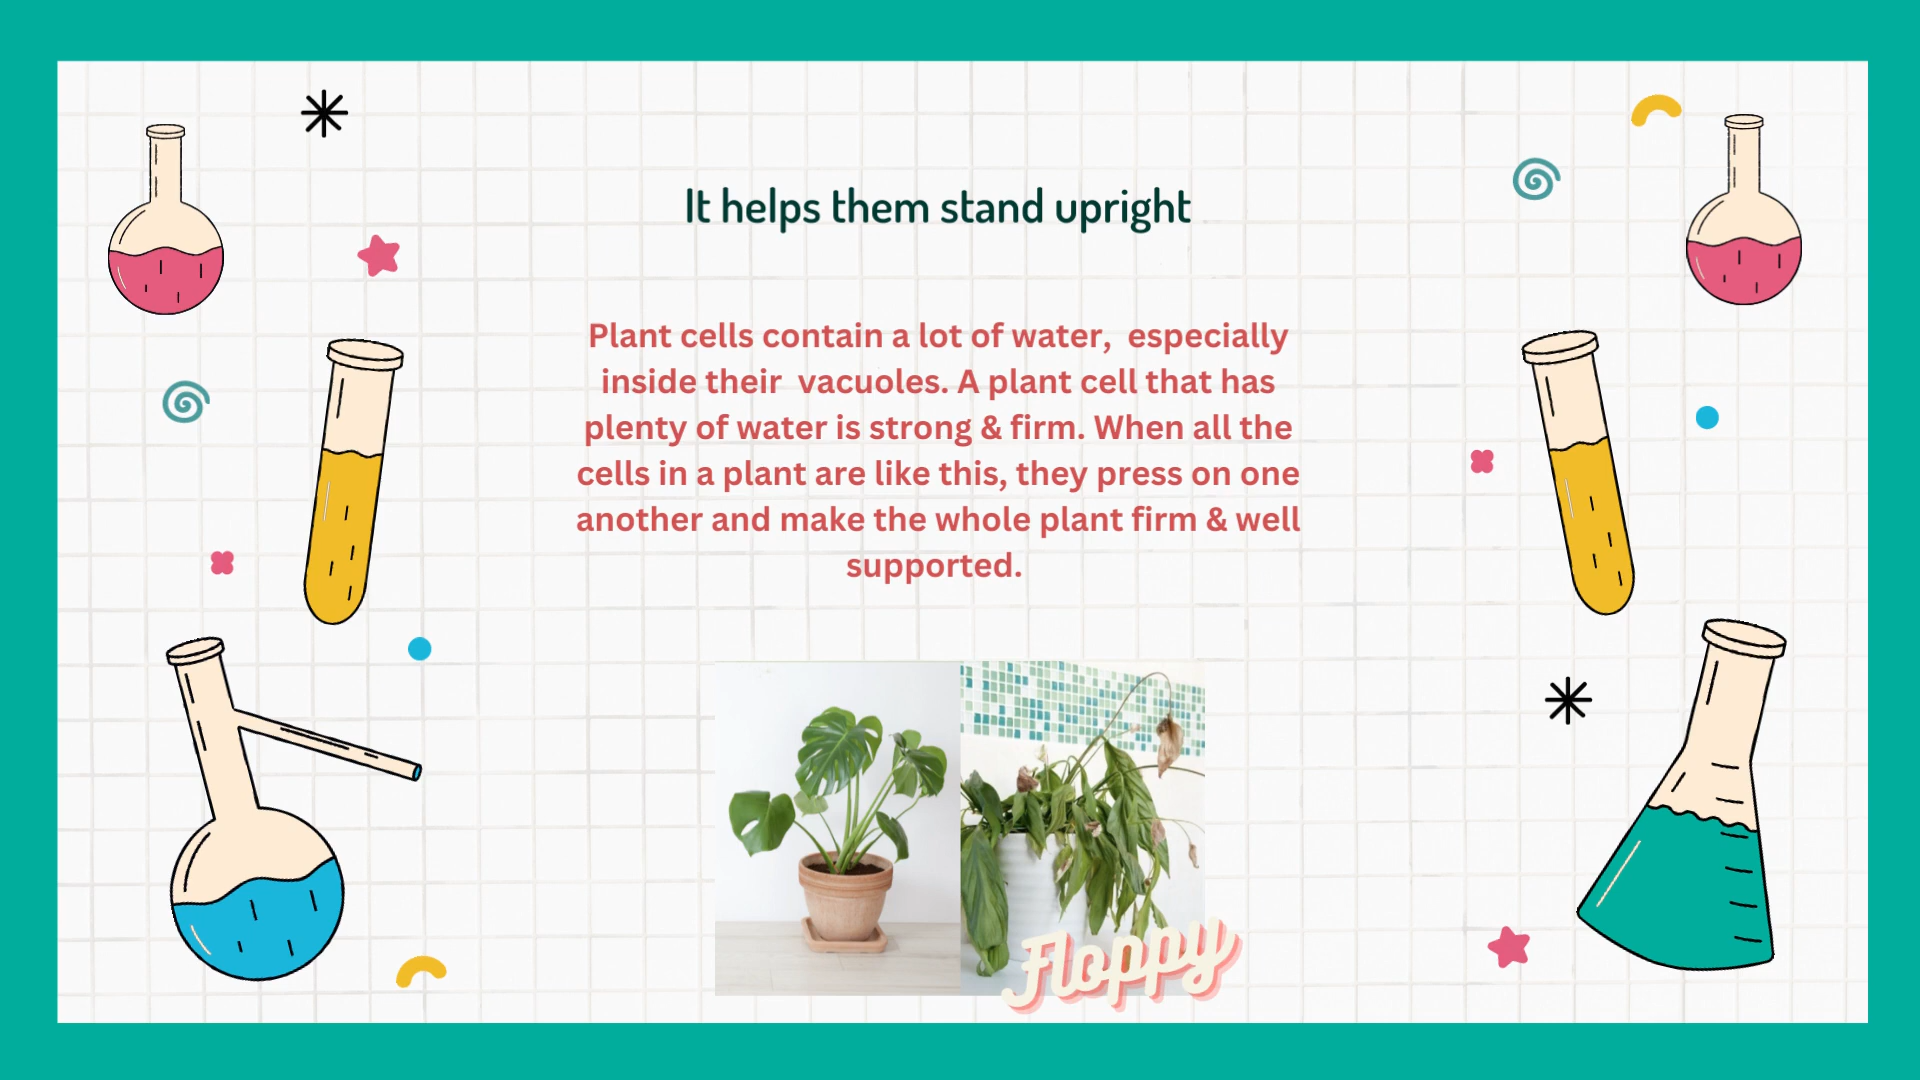 It helps them stand upright
Plant cells contain a lot of water,  especially
inside their  vacuoles. A plant cell that has
plenty of water is strong & firm. When all the
cells in a plant are like this, they press on one
another and make the whole plant firm & well
supported.
Floppy